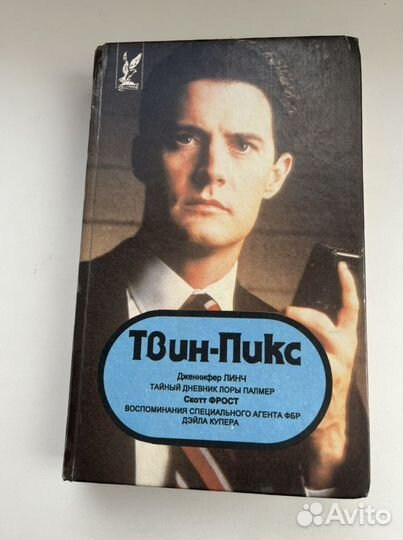 Твин-Пикс
Дженнифер ЛИНЧ
ТАЙНЫЙ ДНЕВНИК ЛОРЫ ПАЛМЕР
Скотт ФРОСТ
ВОСПОМИНАНИЯ СПЕЦИАЛЬНОГО АГЕНТА ФБР
ДЭЙЛА КУПЕРА
Avito